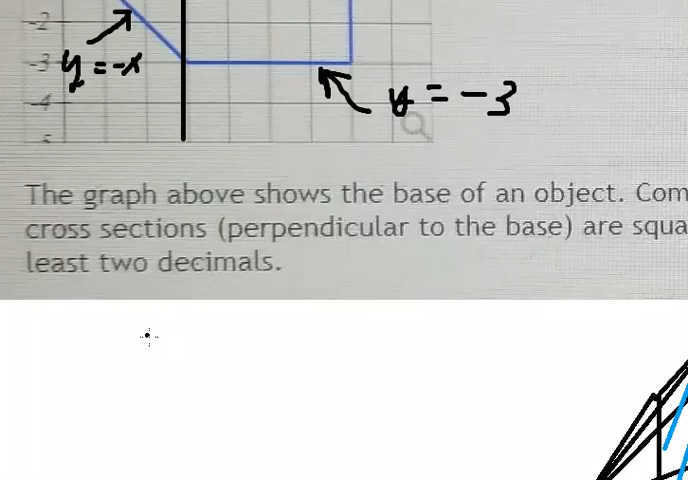 -2
-3 y = -x
-4 y = -3
The graph above shows the base of an object. Com
cross sections (perpendicular to the base) are squa
least two decimals.